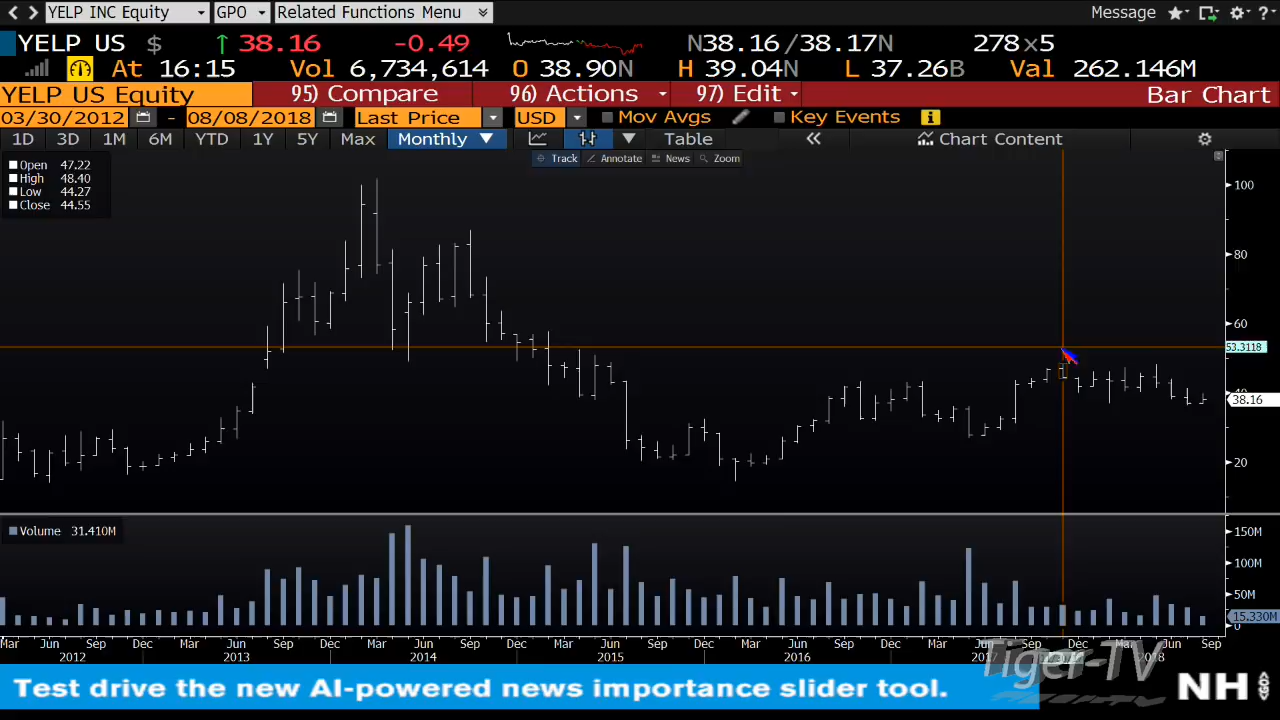 YELP INC Equity GPO Related Functions Menu Message ?
YELP US $ ↑ 38.16 -0.49 N38.16 /38.17N 278x5
At 16:15 Vol 6,734,614 O 38.90N H 39.04N L 37.26B Val 262.146M
YELP US Equity 95) Compare 96) Actions 97) Edit Bar Chart
03/30/2012 - 08/08/2018 Last Price USD Mov Avgs Key Events i
1D 3D 1M 6M YTD 1Y 5Y Max Monthly Table « Chart Content
Track Annotate News Zoom
Open 47.22
High 48.40
Low 44.27
Close 44.55
100
80
60
53.3118
40
38.16
20
Volume 31.410M
150M
100M
50M
15.330M
0
Mar Jun Sep Dec Mar Jun Sep Dec Mar Jun Sep Dec Mar Jun Sep Dec Mar Jun Sep Dec Mar Jun Sep Dec Mar Jun Sep
2012 2013 2014 2015 2016 2017 2018
Tiger-TV
Test drive the new AI-powered news importance slider tool.
NH
GO